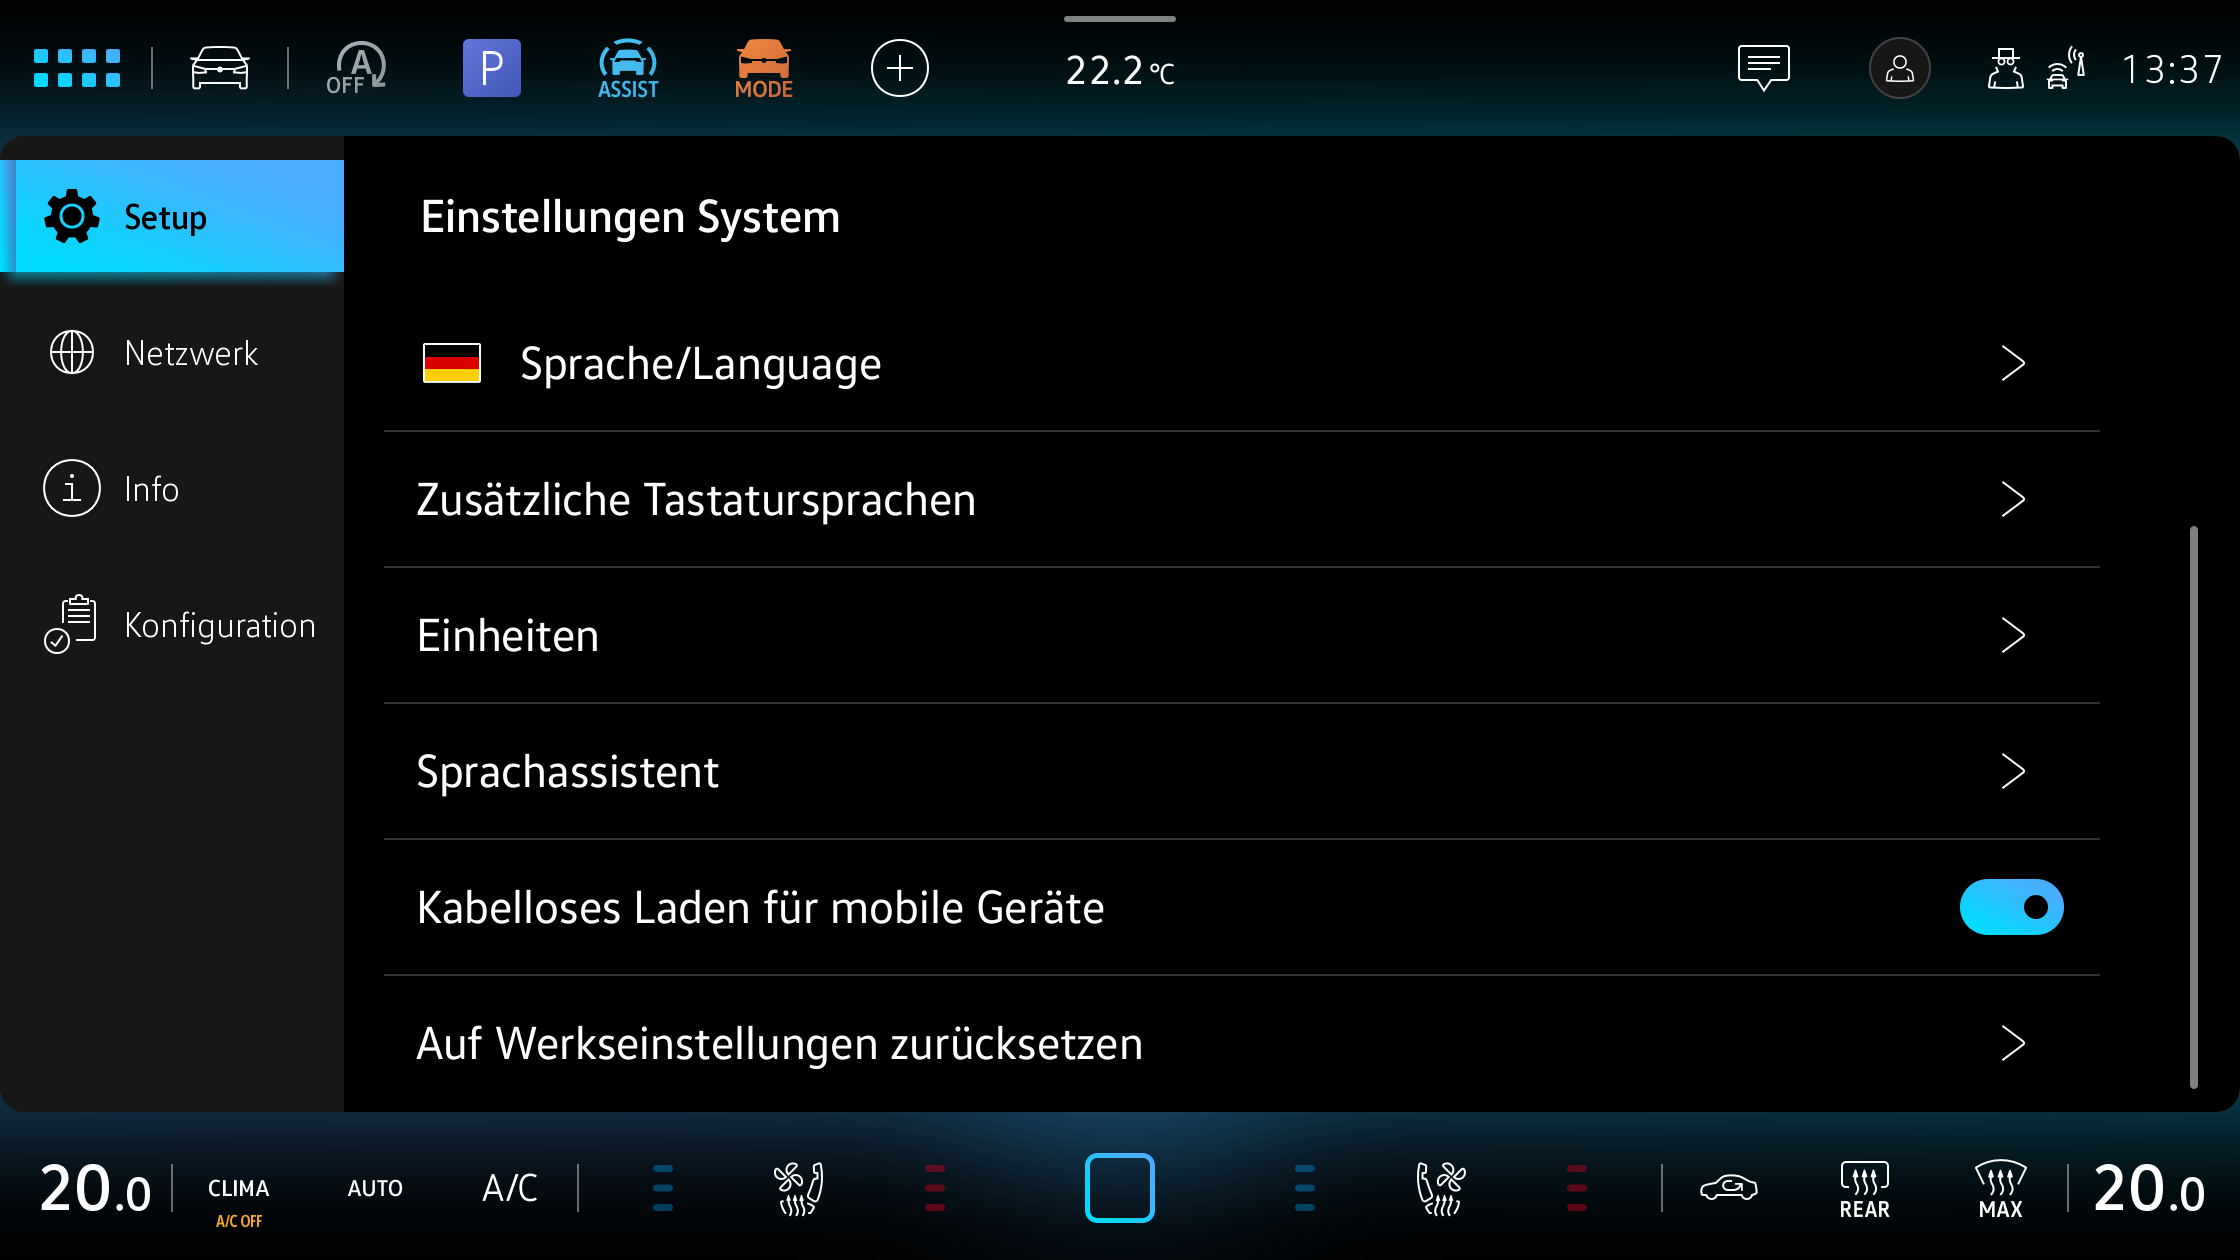 A
OFF
P
ASSIST
MODE
22.2 °C
13:37
Setup
Netzwerk
Info
Konfiguration
Einstellungen System
Sprache/Language
Zusätzliche Tastatursprachen
Einheiten
Sprachassistent
Kabelloses Laden für mobile Geräte
Auf Werkseinstellungen zurücksetzen
20.0
CLIMA
A/C OFF
AUTO
A/C
REAR
MAX
20.0